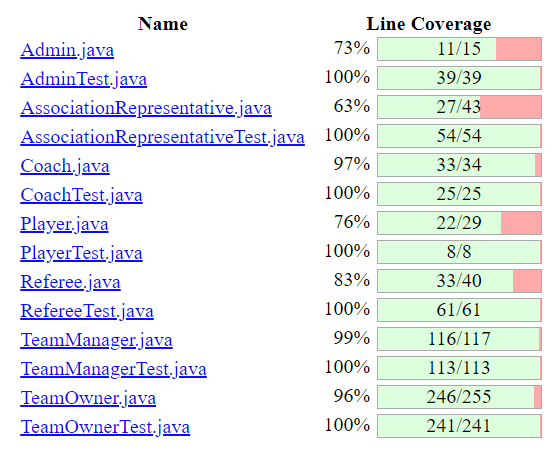 Name Line Coverage
Admin.java 73% 11/15
AdminTest.java 100% 39/39
AssociationRepresentative.java 63% 27/43
AssociationRepresentativeTest.java 100% 54/54
Coach.java 97% 33/34
CoachTest.java 100% 25/25
Player.java 76% 22/29
PlayerTest.java 100% 8/8
Referee.java 83% 33/40
RefereeTest.java 100% 61/61
TeamManager.java 99% 116/117
TeamManagerTest.java 100% 113/113
TeamOwner.java 96% 246/255
TeamOwnerTest.java 100% 241/241